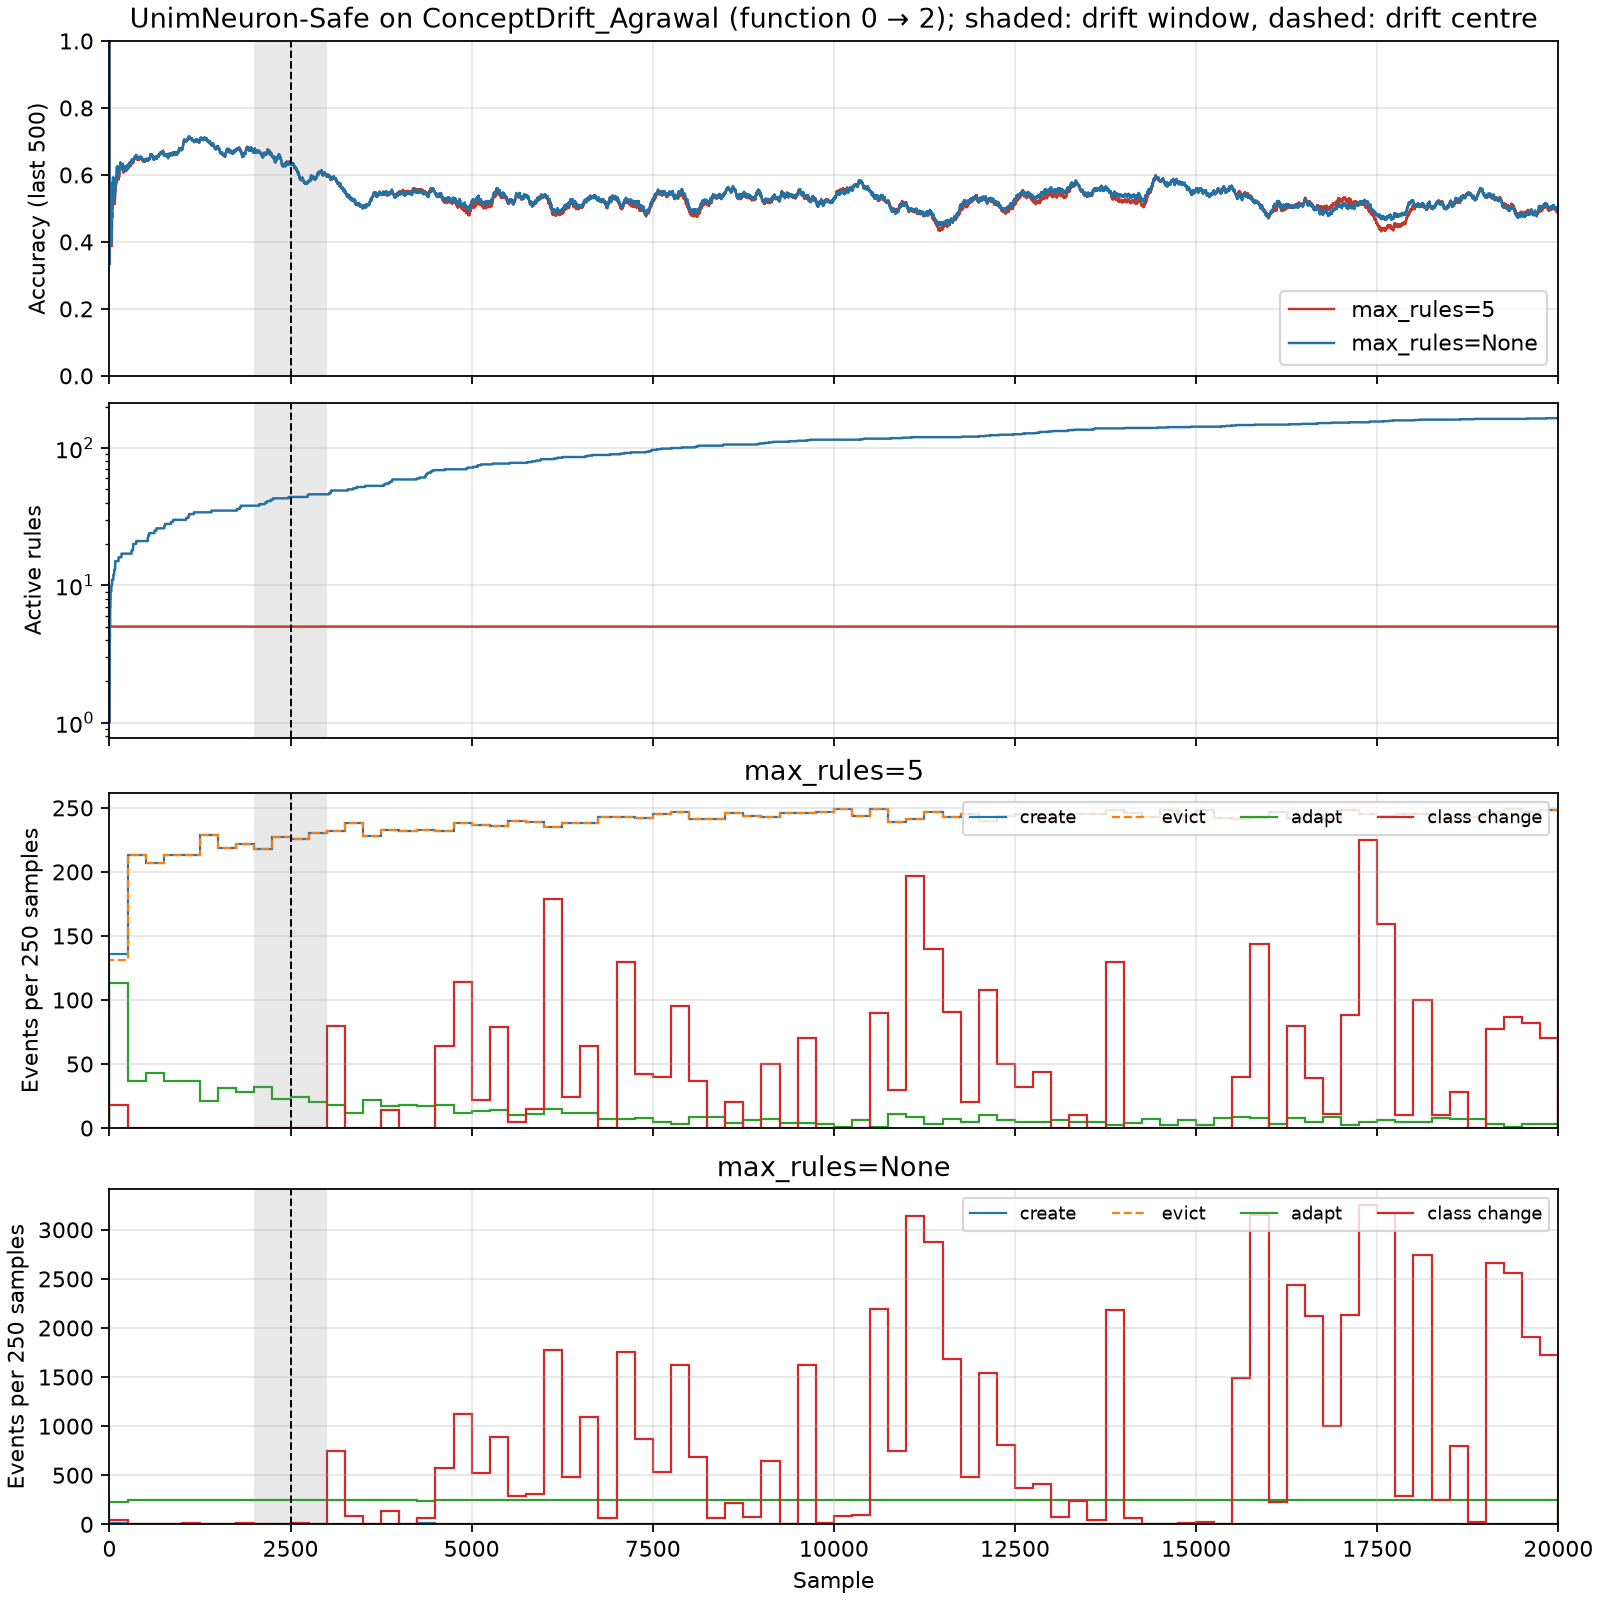 UnimNeuron-Safe on ConceptDrift_Agrawal (function 0 → 2); shaded: drift window, dashed: drift centre
1.0
0.8
0.6
0.4
0.2
0.0
Accuracy (last 500)
max_rules=5
max_rules=None
10²
10¹
10⁰
Active rules
max_rules=5
250
200
150
100
50
0
Events per 250 samples
create evict adapt class change
max_rules=None
3000
2500
2000
1500
1000
500
0
Events per 250 samples
create evict adapt class change
0 2500 5000 7500 10000 12500 15000 17500 20000
Sample